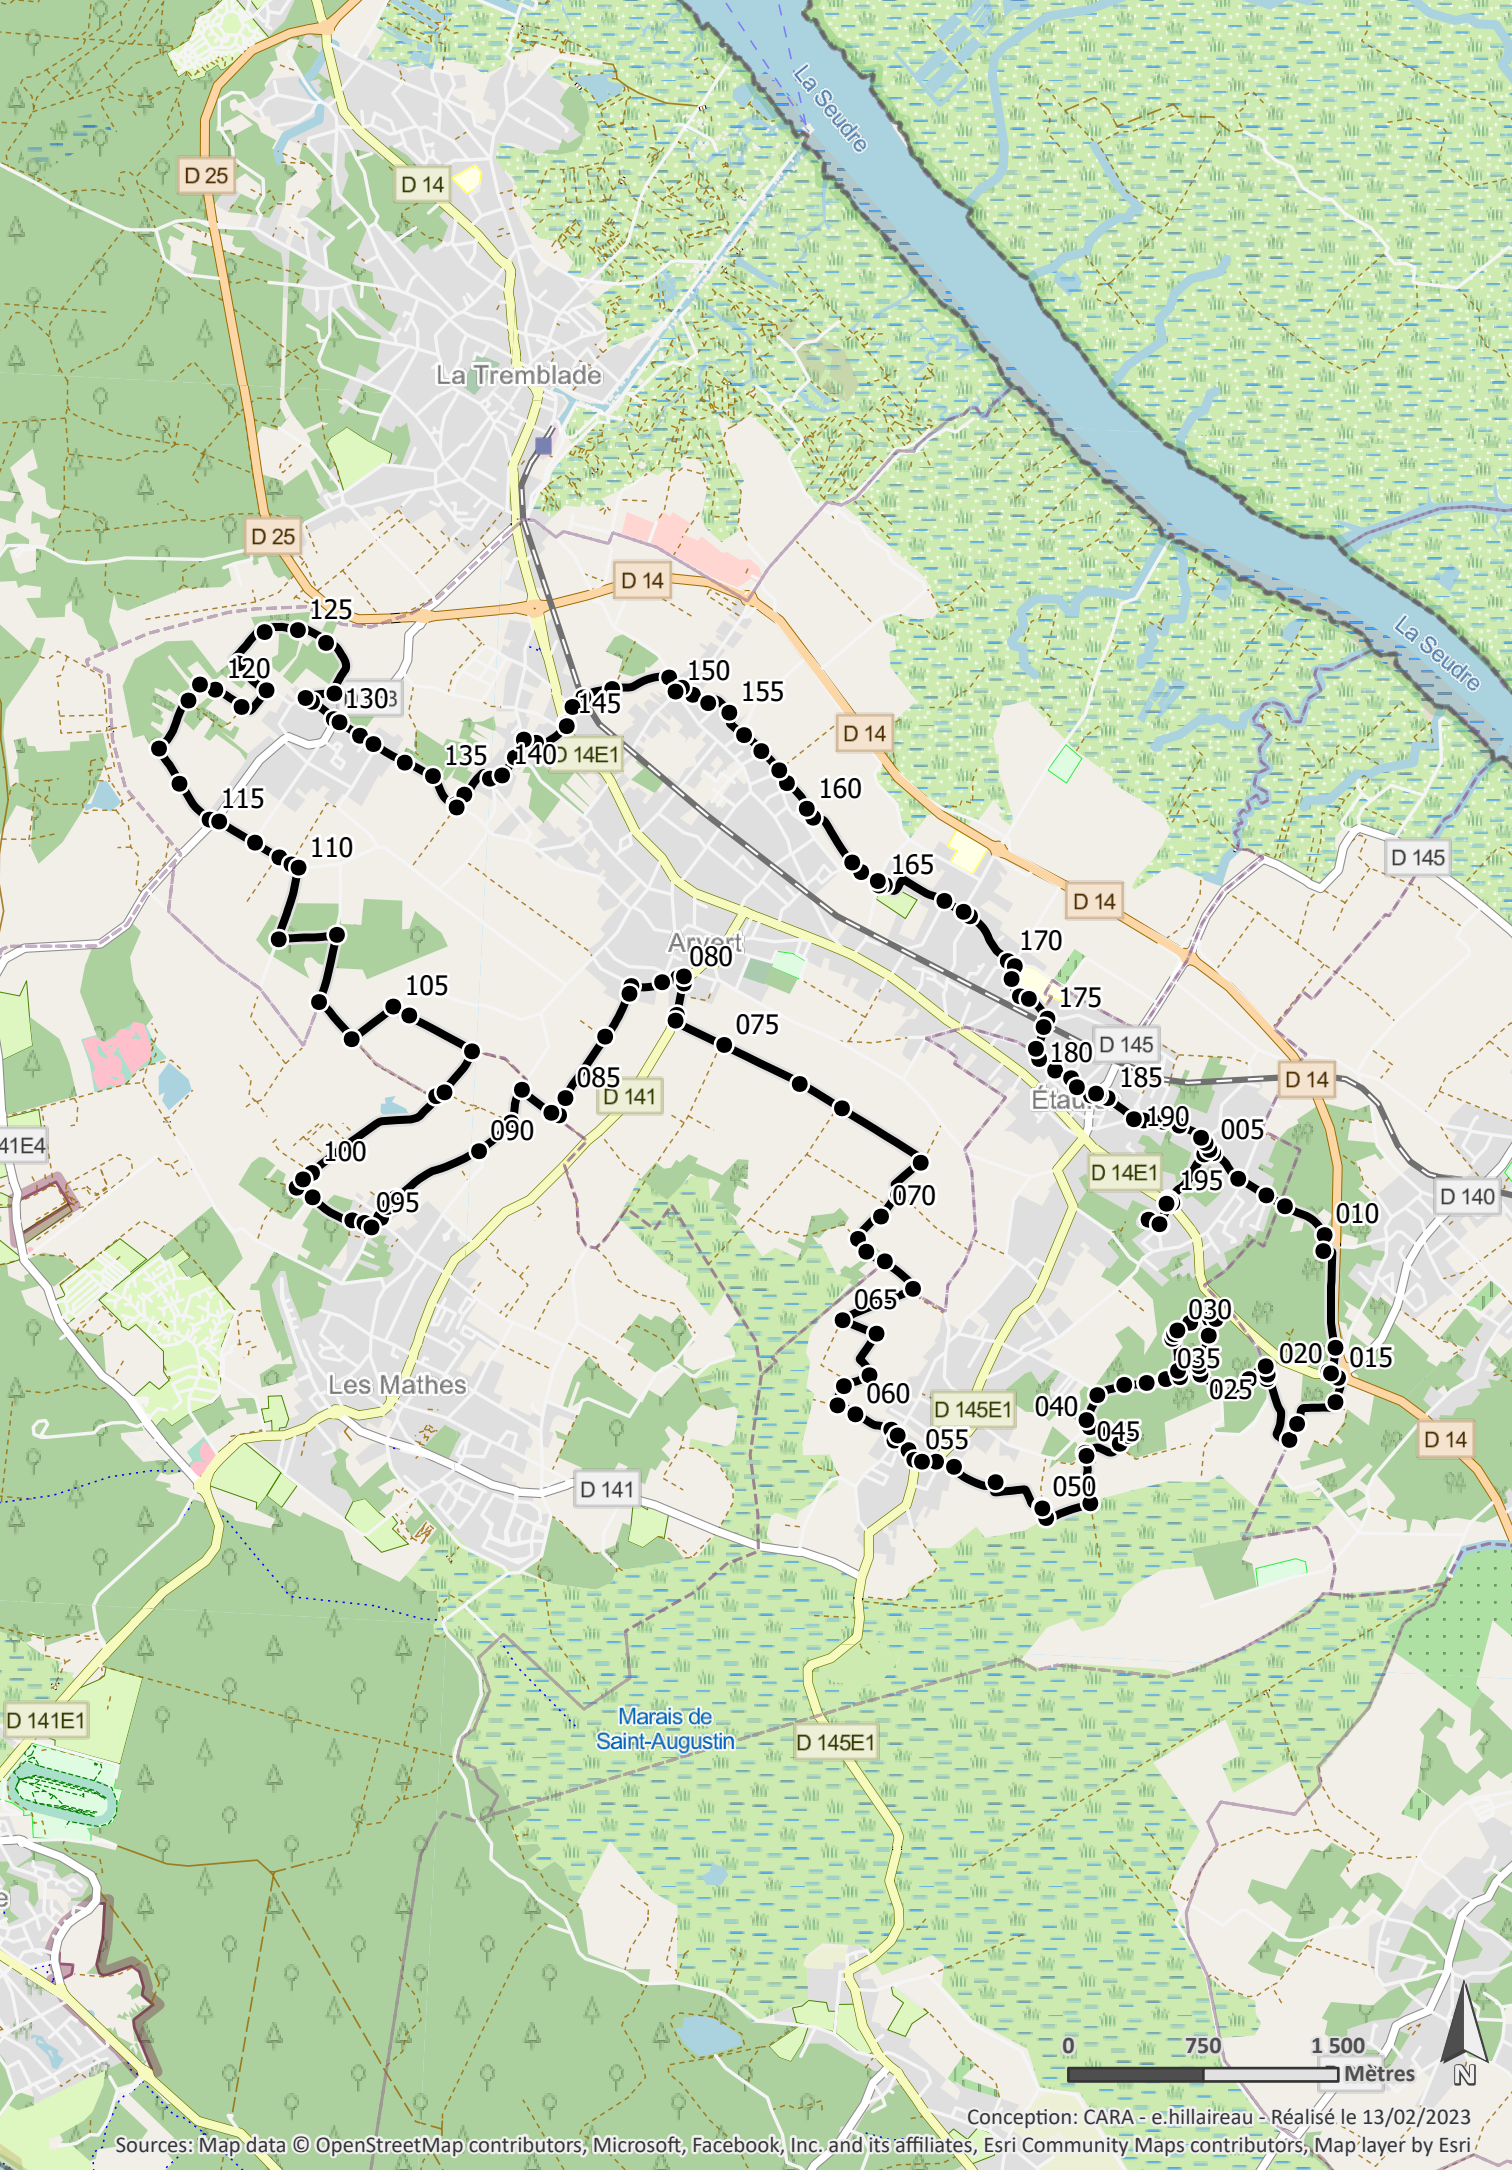 La Seudre
D 25
D 14
La Tremblade
D 25
D 14
La Seudre
125
120
130
150
155
145
D 14
135
140
D 14E1
160
115
110
165
D 145
D 14
Arvert
080
170
105
075
175
D 145
180
085
D 141
185
D 14
Étaules
41E4
190
005
090
100
D 14E1
195
D 140
095
070
010
065
030
020
015
035
025
Les Mathes
060
040
D 145E1
045
055
D 14
050
D 141
D 141E1
Marais de
Saint-Augustin
D 145E1
e
0 750 1 500
Mètres
N
Conception: CARA - e.hillaireau - Réalisé le 13/02/2023
Sources: Map data © OpenStreetMap contributors, Microsoft, Facebook, Inc. and its affiliates, Esri Community Maps contributors, Map layer by Esri